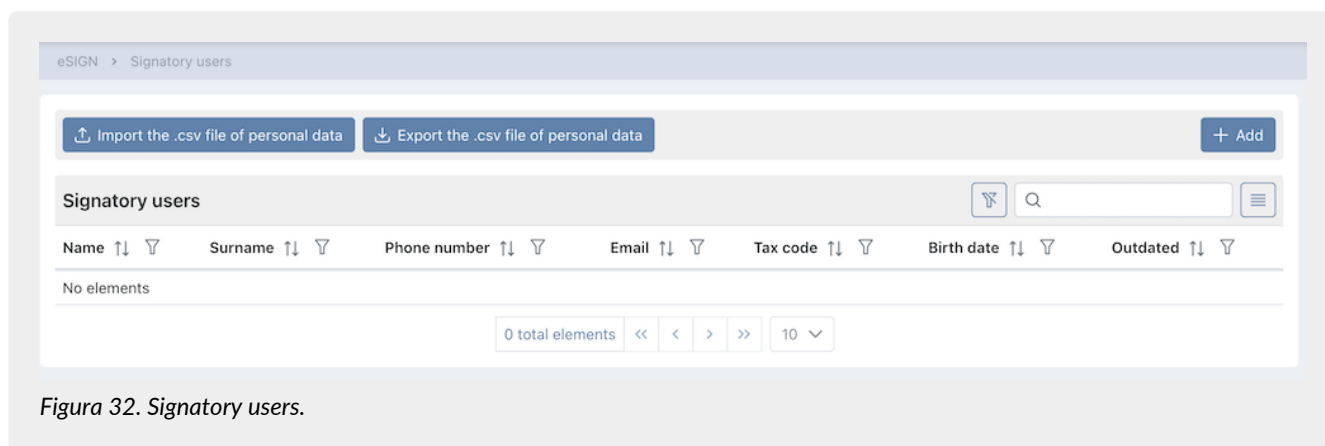 eSIGN > Signatory users
Import the .csv file of personal data Export the .csv file of personal data + Add
Signatory users
Name Surname Phone number Email Tax code Birth date Outdated
No elements
0 total elements << < > >> 10
Figura 32. Signatory users.